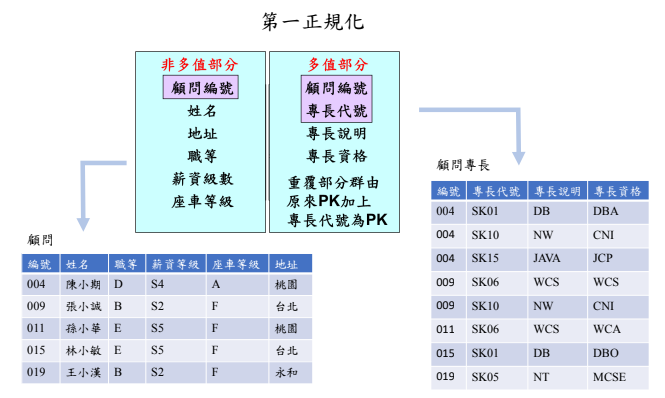 第一正規化
非多值部分
顧問編號
姓名
地址
職等
薪資級數
座車等級
多值部分
顧問編號
專長代號
專長說明
專長資格
重覆部分群由
原來PK加上
專長代號為PK
顧問
編號 姓名 職等 薪資等級 座車等級 地址
004 陳小期 D S4 A 桃園
009 張小誠 B S2 F 台北
011 孫小華 E S5 F 桃園
015 林小敏 E S5 F 台北
019 王小漢 B S2 F 永和
顧問專長
編號 專長代號 專長說明 專長資格
004 SK01 DB DBA
004 SK10 NW CNI
004 SK15 JAVA JCP
009 SK06 WCS WCS
009 SK10 NW CNI
011 SK06 WCS WCA
015 SK01 DB DBO
019 SK05 NT MCSE